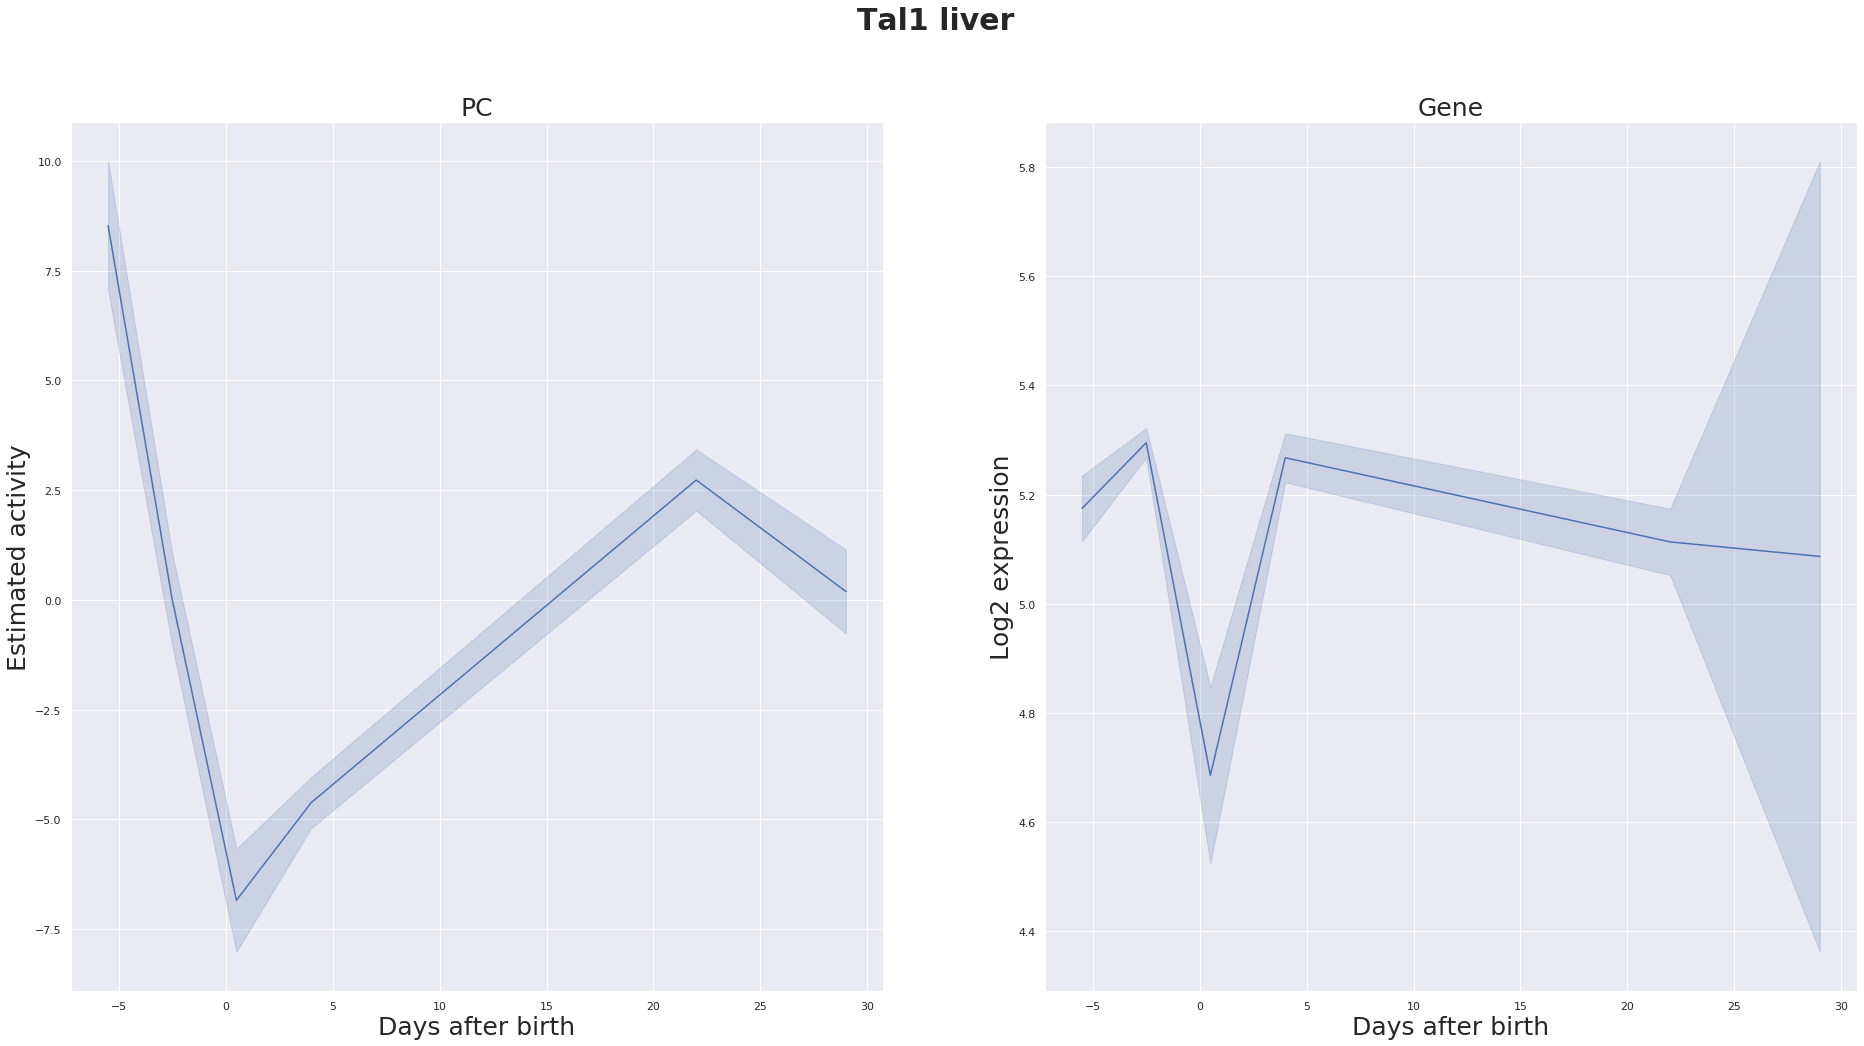 Tal1 liver
PC
10.0
7.5
5.0
2.5
0.0
−2.5
−5.0
−7.5
Estimated activity
−5 0 5 10 15 20 25 30
Days after birth
Gene
5.8
5.6
5.4
5.2
5.0
4.8
4.6
4.4
Log2 expression
−5 0 5 10 15 20 25 30
Days after birth